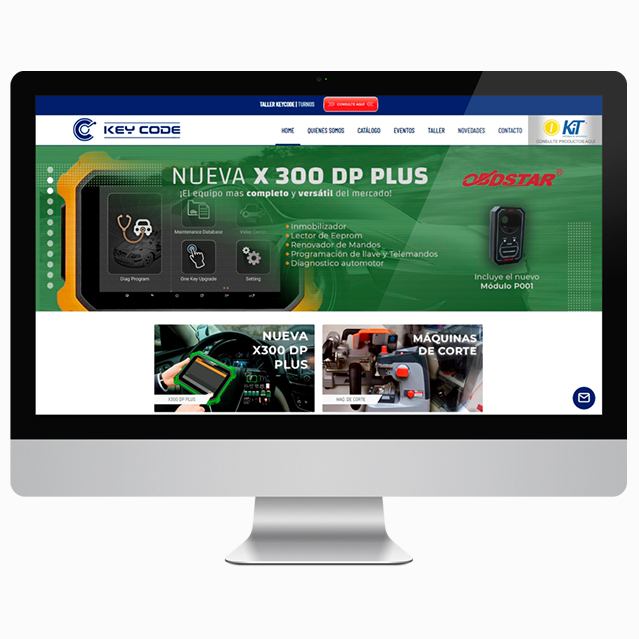 TALLER KEYCODE | TURNOS
CONSULTE AQUÍ
KEY CODE
HOME
QUIENES SOMOS
CATÁLOGO
EVENTOS
TALLER
NOVEDADES
CONTACTO
KiT
CONSULTE PRODUCTOS AQUÍ
NUEVA X 300 DP PLUS
¡El equipo mas completo y versátil del mercado!
OBDSTAR®
Maintenance Database
Diag Program
One Key Upgrade
Setting
• Inmobilizador
• Lector de Eeprom
• Renovador de Mandos
• Programación de llave y Telemandos
• Diagnostico automotor
Incluye el nuevo
Módulo P001
NUEVA
X300 DP
PLUS
X300 DP PLUS
MÁQUINAS
DE CORTE
MAQ. DE CORTE